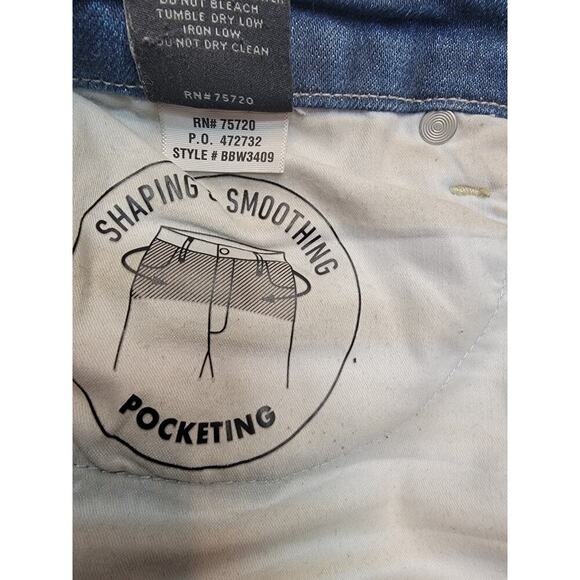 DO NOT BLEACH
TUMBLE DRY LOW
IRON LOW
DO NOT DRY CLEAN
RN# 75720
RN# 75720
P.O. 472732
STYLE # BBW3409
SHAPING & SMOOTHING
POCKETING